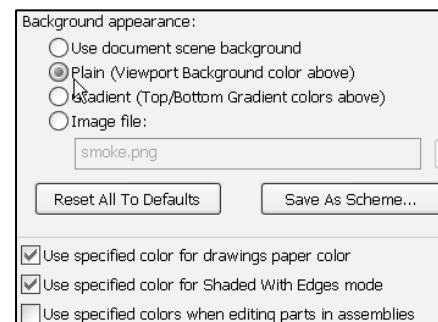 Background appearance:
Use document scene background
Plain (Viewport Background color above)
Gradient (Top/Bottom Gradient colors above)
Image file:
smoke.png
Reset All To Defaults
Save As Scheme...
Use specified color for drawings paper color
Use specified color for Shaded With Edges mode
Use specified colors when editing parts in assemblies